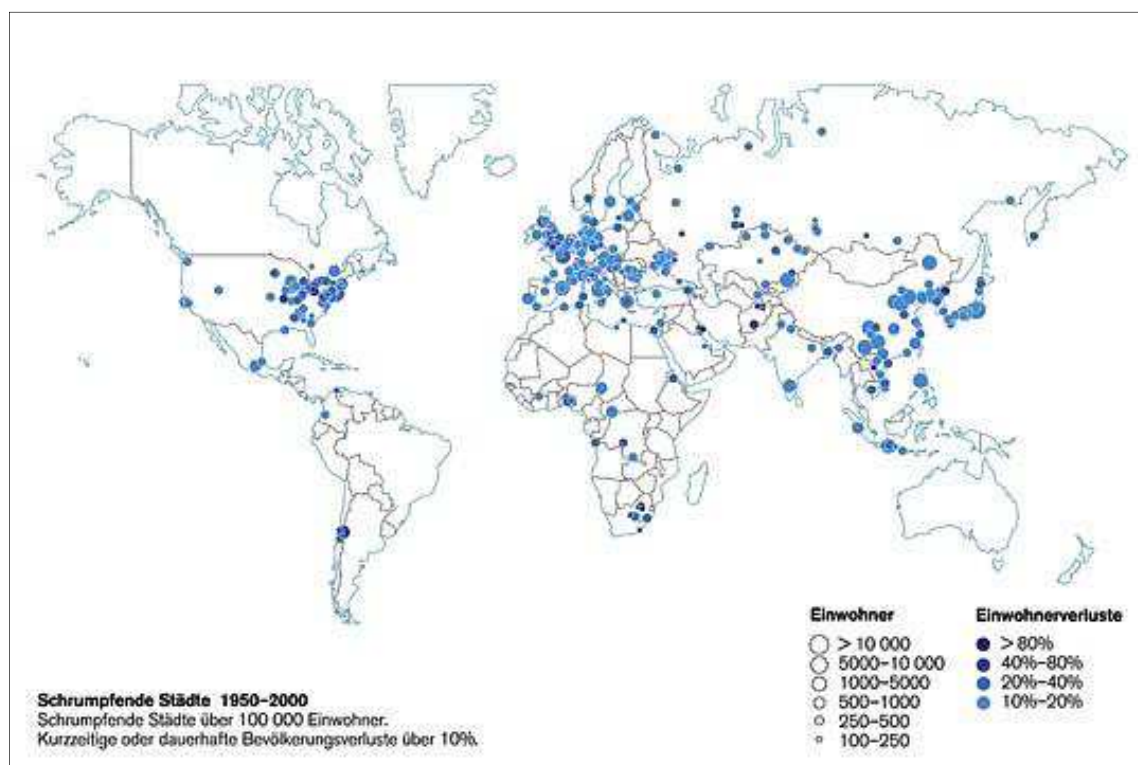 Einwohner
> 10 000
5000–10 000
1000–5000
500–1000
250–500
100–250
Einwohnerverluste
> 80%
40%–80%
20%–40%
10%–20%
Schrumpfende Städte 1950–2000
Schrumpfende Städte über 100 000 Einwohner.
Kurzzeitige oder dauerhafte Bevölkerungsverluste über 10%.